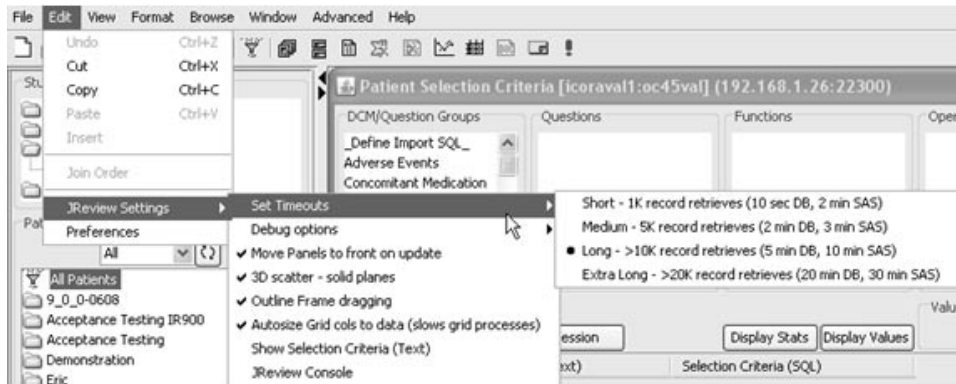 File Edit View Format Browse Window Advanced Help
Undo Ctrl+Z
Cut Ctrl+X
Copy Ctrl+C
Paste Ctrl+V
Insert
Join Order
JReview Settings
Preferences
All
All Patients
9_0_0-0608
Acceptance Testing IR900
Acceptance Testing
Demonstration
Eric
Set Timeouts
Debug options
Move Panels to front on update
3D scatter - solid planes
Outline Frame dragging
Autosize Grid cols to data (slows grid processes)
Show Selection Criteria (Text)
JReview Console
Patient Selection Criteria [icoraval1:oc45val] (192.168.1.26:22300)
DCM/Question Groups Questions Functions Oper
_Define Import SQL_
Adverse Events
Concomitant Medication
Short - 1K record retrieves (10 sec DB, 2 min SAS)
Medium - 5K record retrieves (2 min DB, 3 min SAS)
Long - >10K record retrieves (5 min DB, 10 min SAS)
Extra Long - >20K record retrieves (20 min DB, 30 min SAS)
Valu
ession Display Stats Display Values
ext) Selection Criteria (SQL)
Stu
Pat